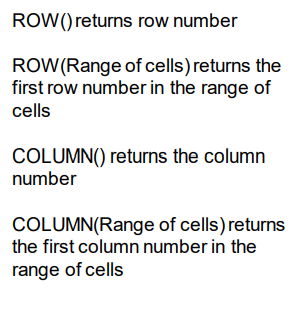 ROW() returns row number
ROW(Range of cells) returns the
first row number in the range of
cells
COLUMN() returns the column
number
COLUMN(Range of cells) returns
the first column number in the
range of cells